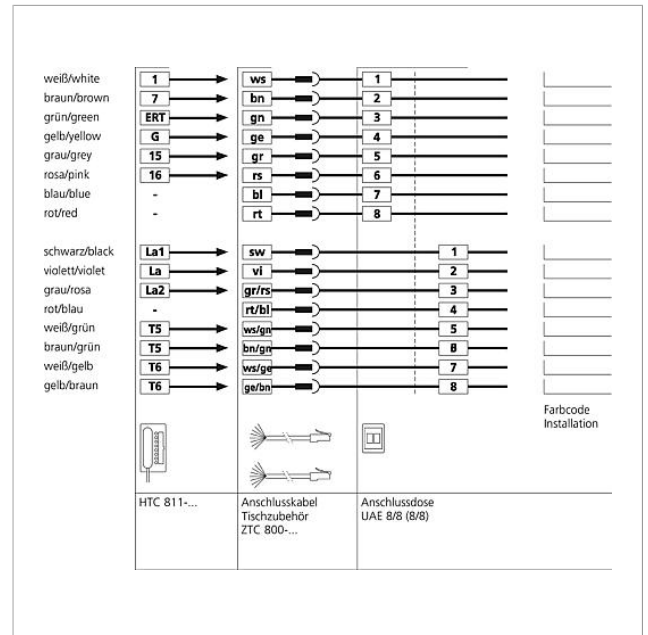 weiß/white 1 ws 1
braun/brown 7 bn 2
grün/green ERT gn 3
gelb/yellow G ge 4
grau/grey 15 gr 5
rosa/pink 16 rs 6
blau/blue - bl 7
rot/red - rt 8
schwarz/black La1 sw 1
violett/violet La vi 2
grau/rosa La2 gr/rs 3
rot/blau - rt/bl 4
weiß/grün T5 ws/gn 5
braun/grün T5 bn/gn 6
weiß/gelb T6 ws/ge 7
gelb/braun T6 ge/bn 8
Farbcode
Installation
HTC 811-...
Anschlusskabel
Tischzubehör
ZTC 800-...
Anschlussdose
UAE 8/8 (8/8)